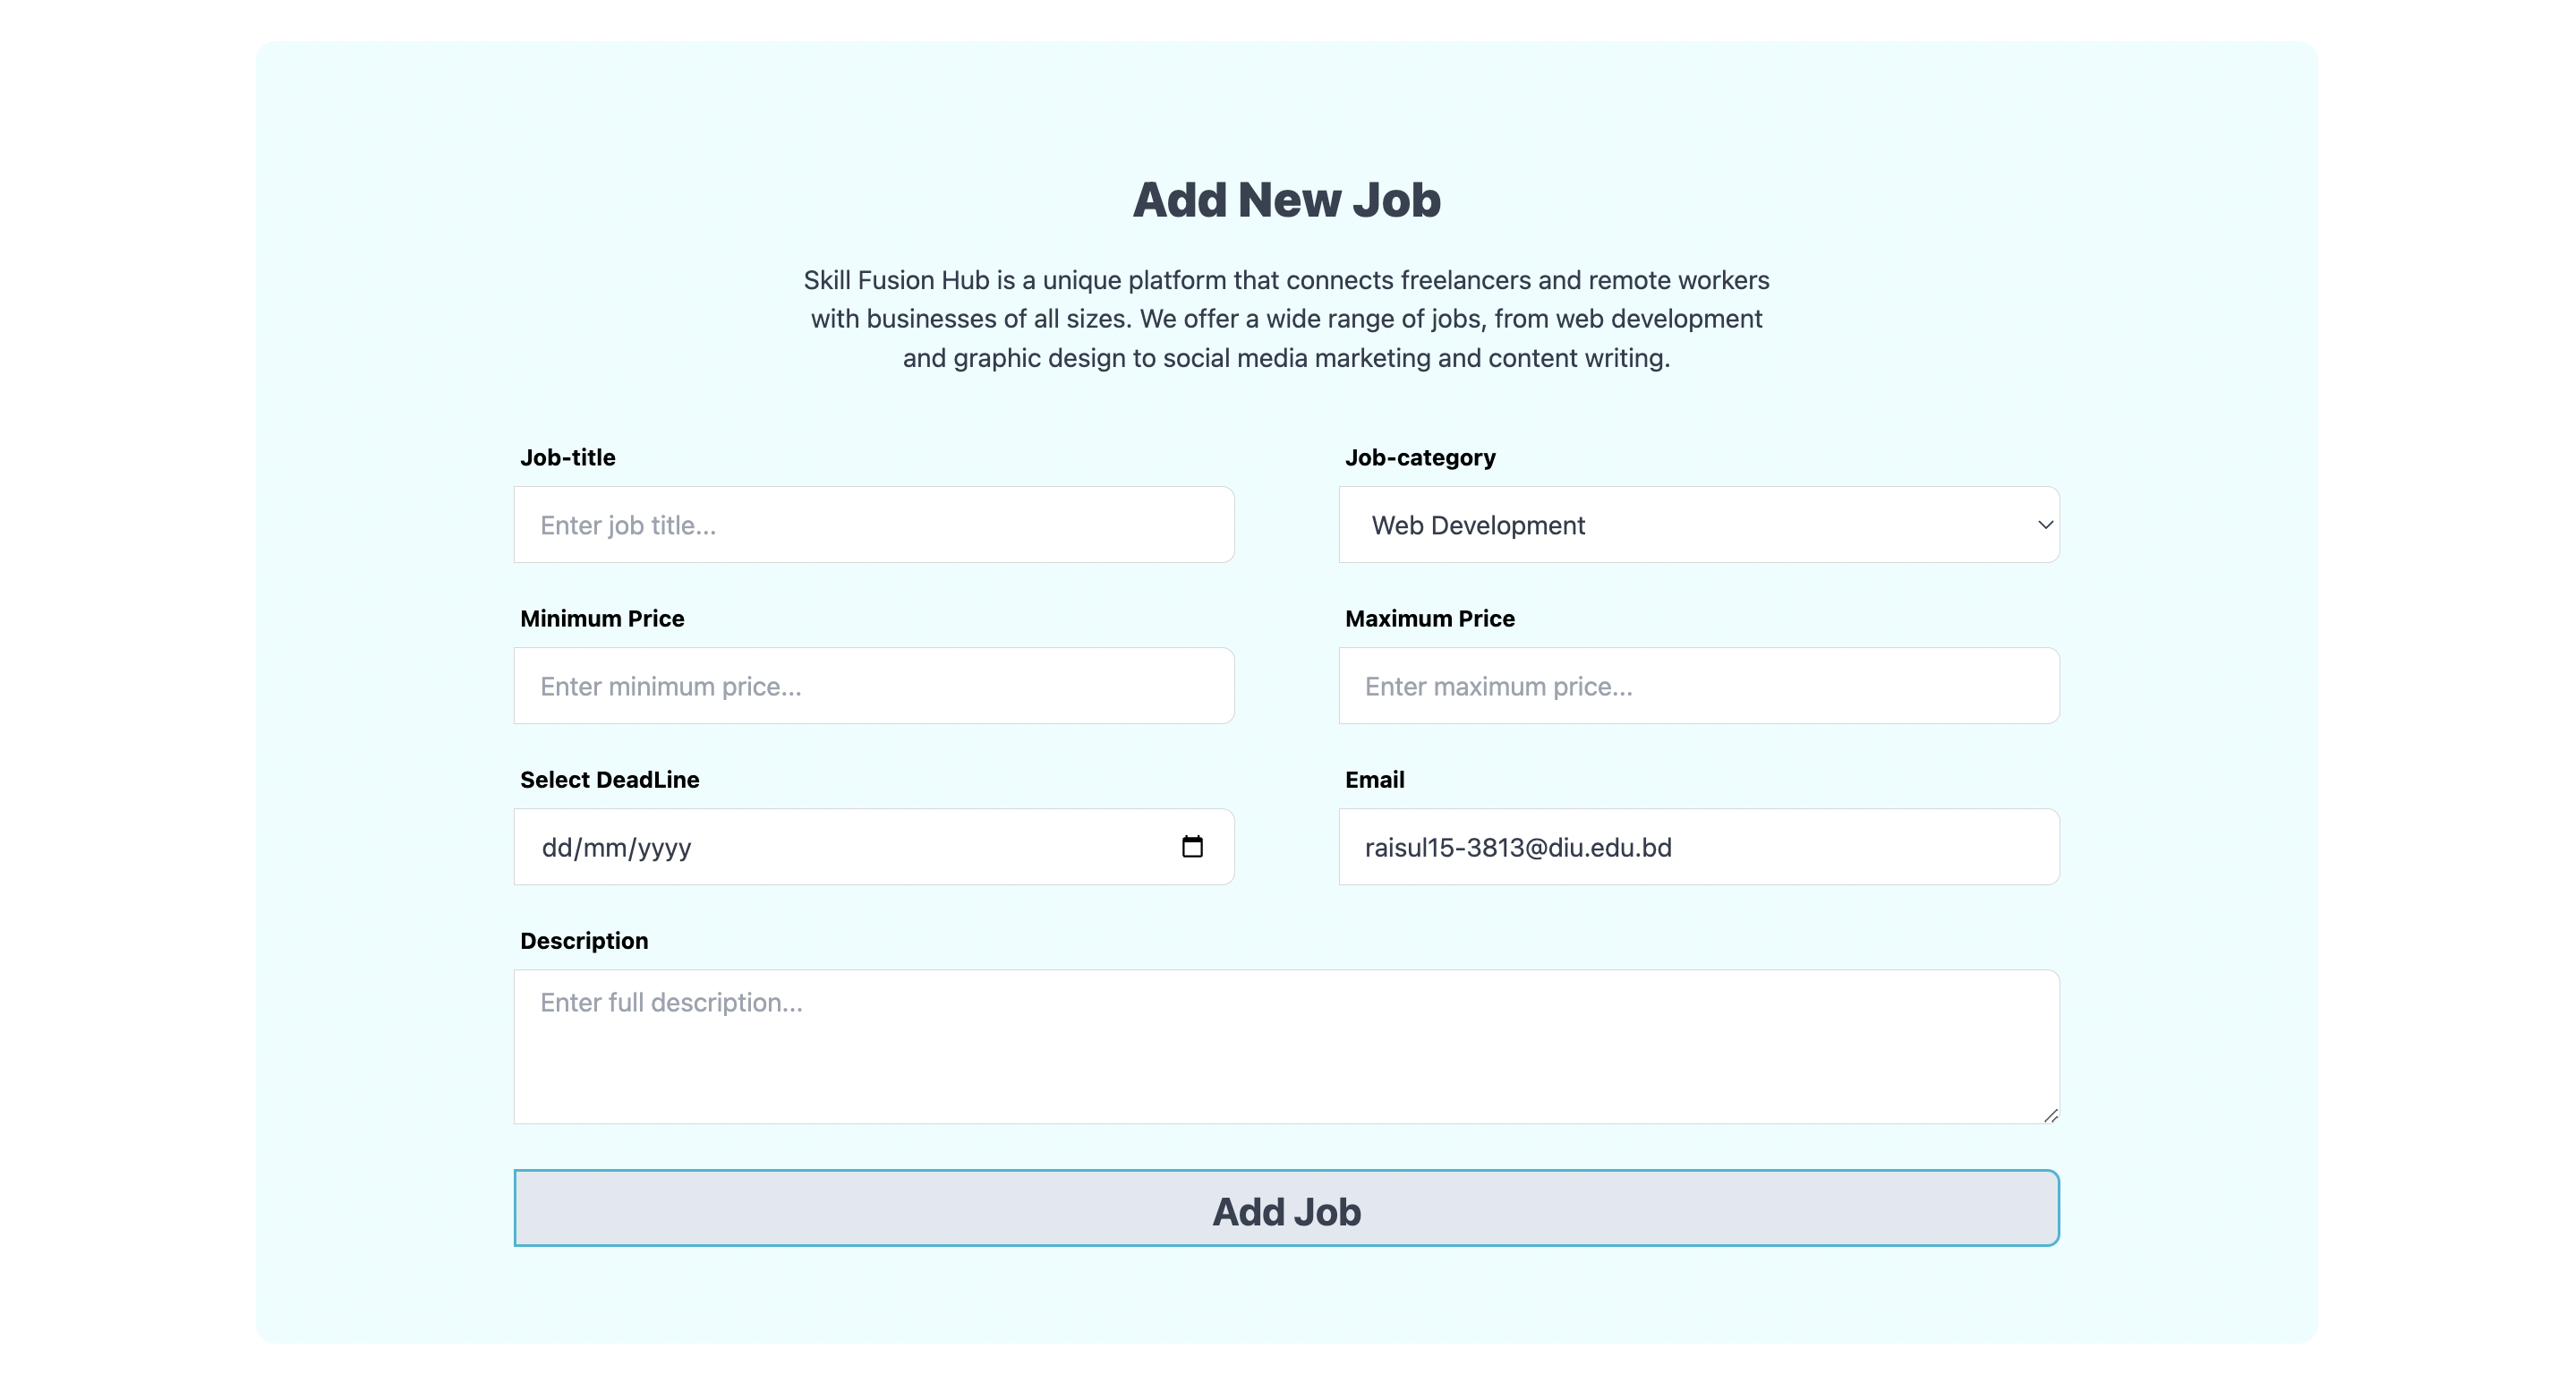 Add New Job
Skill Fusion Hub is a unique platform that connects freelancers and remote workers
with businesses of all sizes. We offer a wide range of jobs, from web development
and graphic design to social media marketing and content writing.
Job-title
Job-category
Enter job title...
Web Development
Minimum Price
Maximum Price
Enter minimum price...
Enter maximum price...
Select DeadLine
Email
dd/mm/yyyy
raisul15-3813@diu.edu.bd
Description
Enter full description...
Add Job